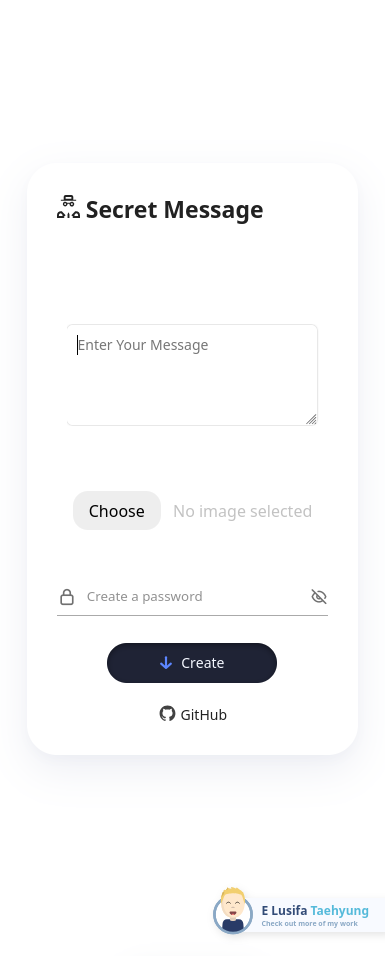 Secret Message
Enter Your Message
Choose No image selected
Create a password
Create
GitHub
E Lusifa Taehyung
Check out more of my work